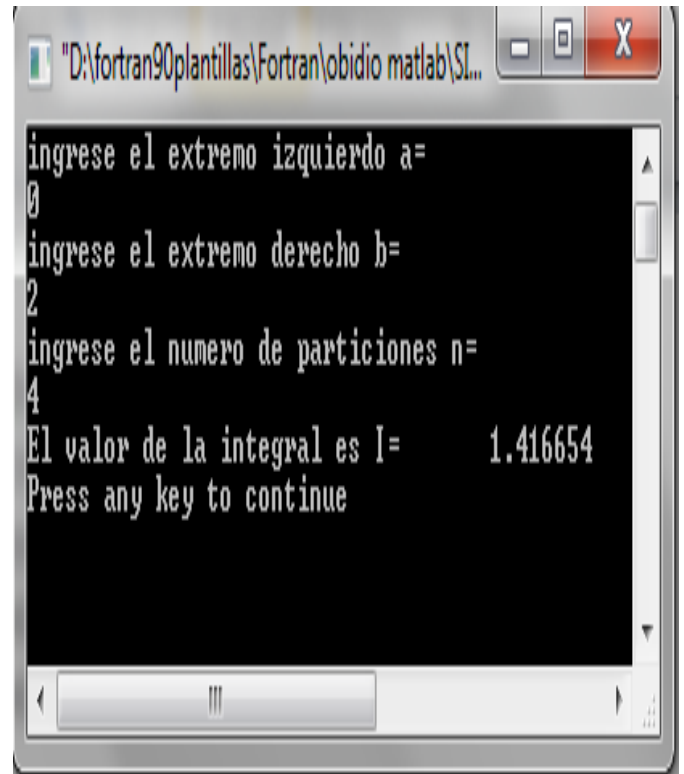 "D:\fortran90plantillas\Fortran\obidio matlab\SI...
ingrese el extremo izquierdo a=
0
ingrese el extremo derecho b=
2
ingrese el numero de particiones n=
4
El valor de la integral es I=      1.416654
Press any key to continue